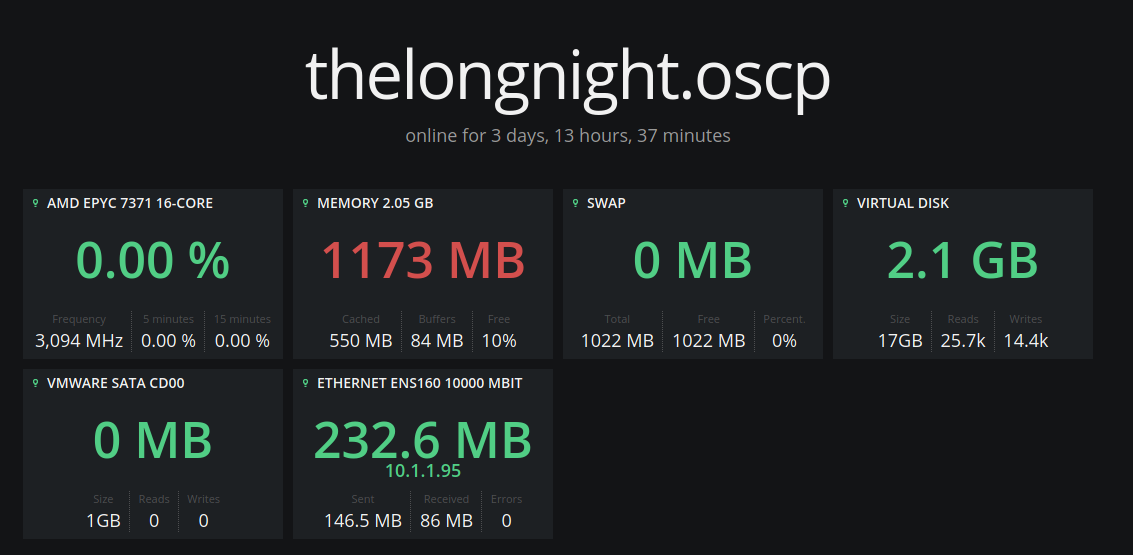 thelongnight.oscp
online for 3 days, 13 hours, 37 minutes
AMD EPYC 7371 16-CORE
0.00 %
Frequency 5 minutes 15 minutes
3,094 MHz 0.00 % 0.00 %
MEMORY 2.05 GB
1173 MB
Cached Buffers Free
550 MB 84 MB 10%
SWAP
0 MB
Total Free Percent.
1022 MB 1022 MB 0%
VIRTUAL DISK
2.1 GB
Size Reads Writes
17GB 25.7k 14.4k
VMWARE SATA CD00
0 MB
Size Reads Writes
1GB 0 0
ETHERNET ENS160 10000 MBIT
232.6 MB
10.1.1.95
Sent Received Errors
146.5 MB 86 MB 0